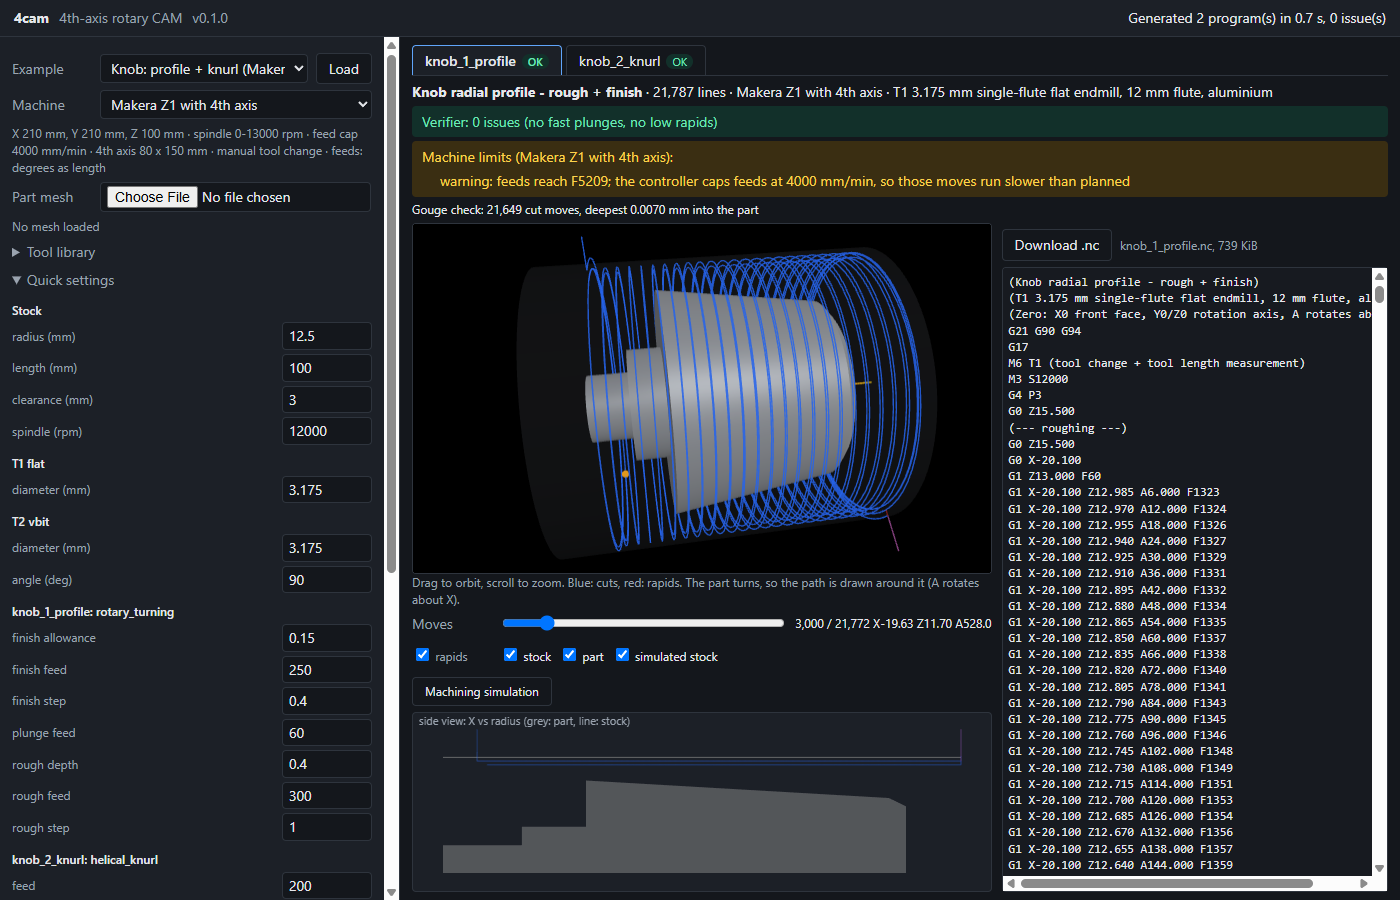 4cam 4th-axis rotary CAM v0.1.0
Generated 2 program(s) in 0.7 s, 0 issue(s)
Example Knob: profile + knurl (Maker Load
Machine Makera Z1 with 4th axis
X 210 mm, Y 210 mm, Z 100 mm · spindle 0-13000 rpm · feed cap
4000 mm/min · 4th axis 80 x 150 mm · manual tool change · feeds:
degrees as length
Part mesh Choose File No file chosen
No mesh loaded
Tool library
Quick settings
Stock
radius (mm) 12.5
length (mm) 100
clearance (mm) 3
spindle (rpm) 12000
T1 flat
diameter (mm) 3.175
T2 vbit
diameter (mm) 3.175
angle (deg) 90
knob_1_profile: rotary_turning
finish allowance 0.15
finish feed 250
finish step 0.4
plunge feed 60
rough depth 0.4
rough feed 300
rough step 1
knob_2_knurl: helical_knurl
feed 200
knob_1_profile OK knob_2_knurl OK
Knob radial profile - rough + finish · 21,787 lines · Makera Z1 with 4th axis · T1 3.175 mm single-flute flat endmill, 12 mm flute, aluminium
Verifier: 0 issues (no fast plunges, no low rapids)
Machine limits (Makera Z1 with 4th axis):
warning: feeds reach F5209; the controller caps feeds at 4000 mm/min, so those moves run slower than planned
Gouge check: 21,649 cut moves, deepest 0.0070 mm into the part
Drag to orbit, scroll to zoom. Blue: cuts, red: rapids. The part turns, so the path is drawn around it (A rotates
about X).
Moves 3,000 / 21,772 X-19.63 Z11.70 A528.0
rapids stock part simulated stock
Machining simulation
side view: X vs radius (grey: part, line: stock)
Download .nc knob_1_profile.nc, 739 KiB
(Knob radial profile - rough + finish)
(T1 3.175 mm single-flute flat endmill, 12 mm flute, al
(Zero: X0 front face, Y0/Z0 rotation axis, A rotates ab
G21 G90 G94
G17
M6 T1 (tool change + tool length measurement)
M3 S12000
G4 P3
G0 Z15.500
(--- roughing ---)
G0 Z15.500
G0 X-20.100
G1 Z13.000 F60
G1 X-20.100 Z12.985 A6.000 F1323
G1 X-20.100 Z12.970 A12.000 F1324
G1 X-20.100 Z12.955 A18.000 F1326
G1 X-20.100 Z12.940 A24.000 F1327
G1 X-20.100 Z12.925 A30.000 F1329
G1 X-20.100 Z12.910 A36.000 F1331
G1 X-20.100 Z12.895 A42.000 F1332
G1 X-20.100 Z12.880 A48.000 F1334
G1 X-20.100 Z12.865 A54.000 F1335
G1 X-20.100 Z12.850 A60.000 F1337
G1 X-20.100 Z12.835 A66.000 F1338
G1 X-20.100 Z12.820 A72.000 F1340
G1 X-20.100 Z12.805 A78.000 F1341
G1 X-20.100 Z12.790 A84.000 F1343
G1 X-20.100 Z12.775 A90.000 F1345
G1 X-20.100 Z12.760 A96.000 F1346
G1 X-20.100 Z12.745 A102.000 F1348
G1 X-20.100 Z12.730 A108.000 F1349
G1 X-20.100 Z12.715 A114.000 F1351
G1 X-20.100 Z12.700 A120.000 F1353
G1 X-20.100 Z12.685 A126.000 F1354
G1 X-20.100 Z12.670 A132.000 F1356
G1 X-20.100 Z12.655 A138.000 F1357
G1 X-20.100 Z12.640 A144.000 F1359